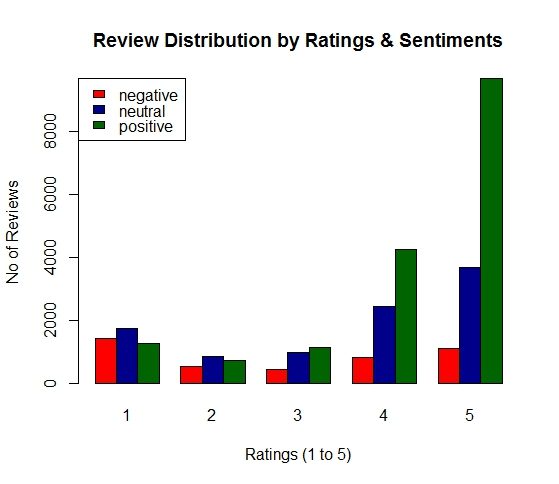 Review Distribution by Ratings & Sentiments
negative
neutral
positive
No of Reviews
8000
6000
4000
2000
0
1 2 3 4 5
Ratings (1 to 5)